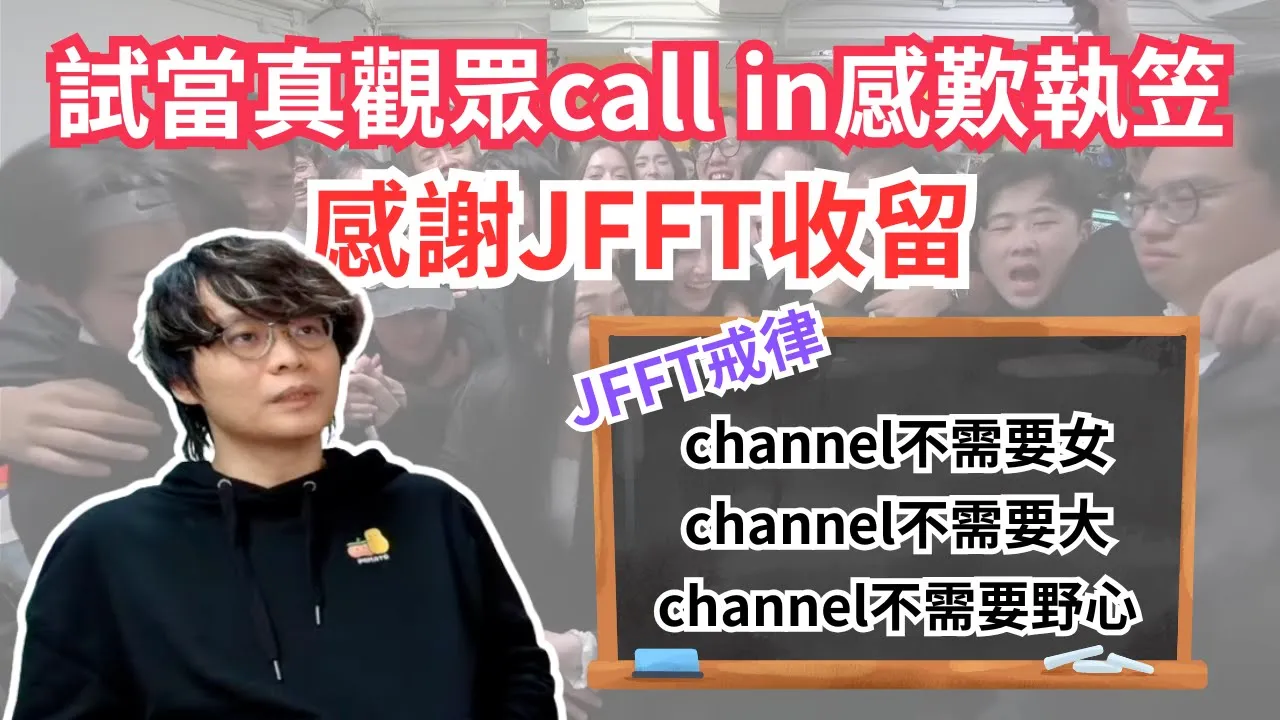 試當真觀眾call in感歎執笠
感謝JFFT收留
JFFT戒律
channel不需要女
channel不需要大
channel不需要野心